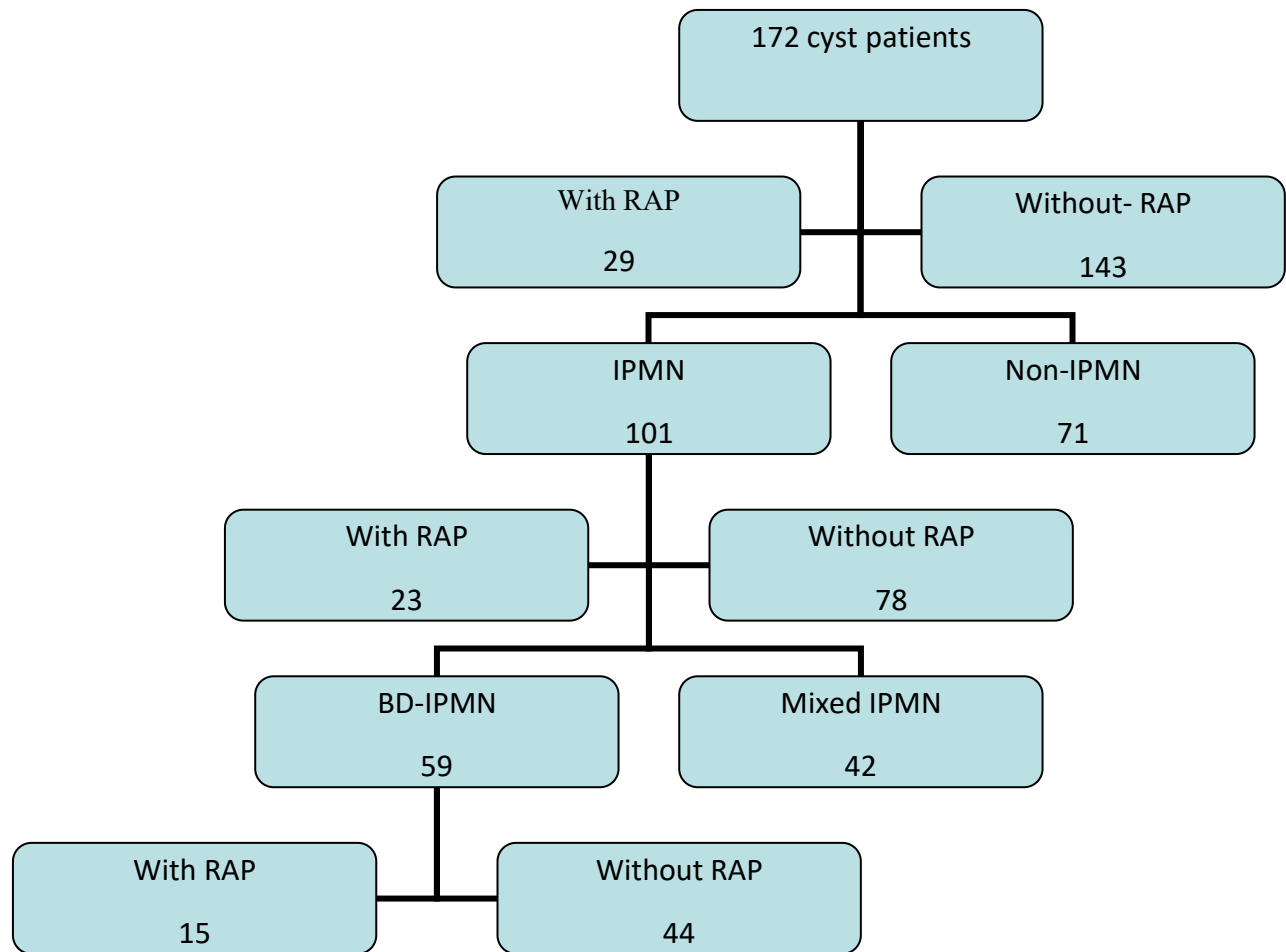 172 cyst patients
With RAP
29
Without- RAP
143
IPMN
101
Non-IPMN
71
With RAP
23
Without RAP
78
BD-IPMN
59
Mixed IPMN
42
With RAP
15
Without RAP
44